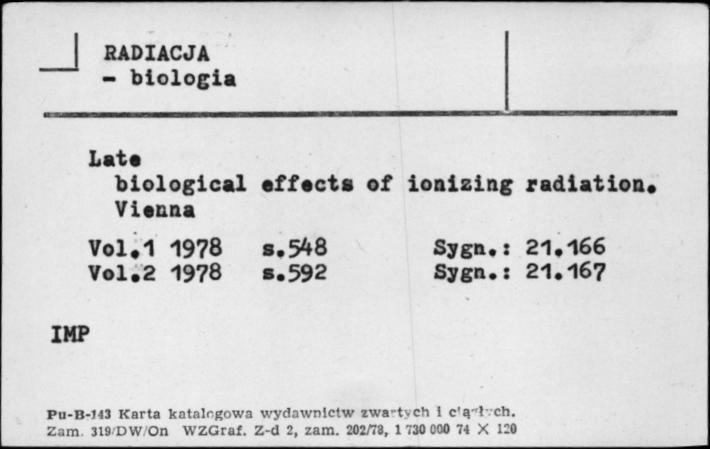 RADIACJA
- biologia
Late
biological effects of ionizing radiation.
Vienna
Vol.1 1978 s.548 Sygn.: 21.166
Vol.2 1978 s.592 Sygn.: 21.167
IMP
Pu-B-143 Karta katalogowa wydawnictw zwartych i ciągłych.
Zam. 319/DW/On WZGraf. Z-d 2, zam. 202/78, 1 730 000 74 X 120